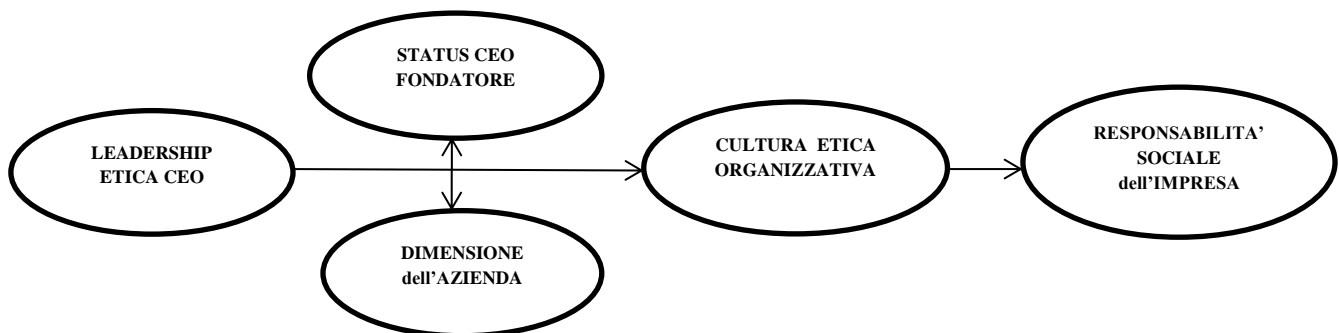 STATUS CEO
FONDATORE
LEADERSHIP
ETICA CEO
CULTURA ETICA
ORGANIZZATIVA
RESPONSABILITA’
SOCIALE
dell’IMPRESA
DIMENSIONE
dell’AZIENDA